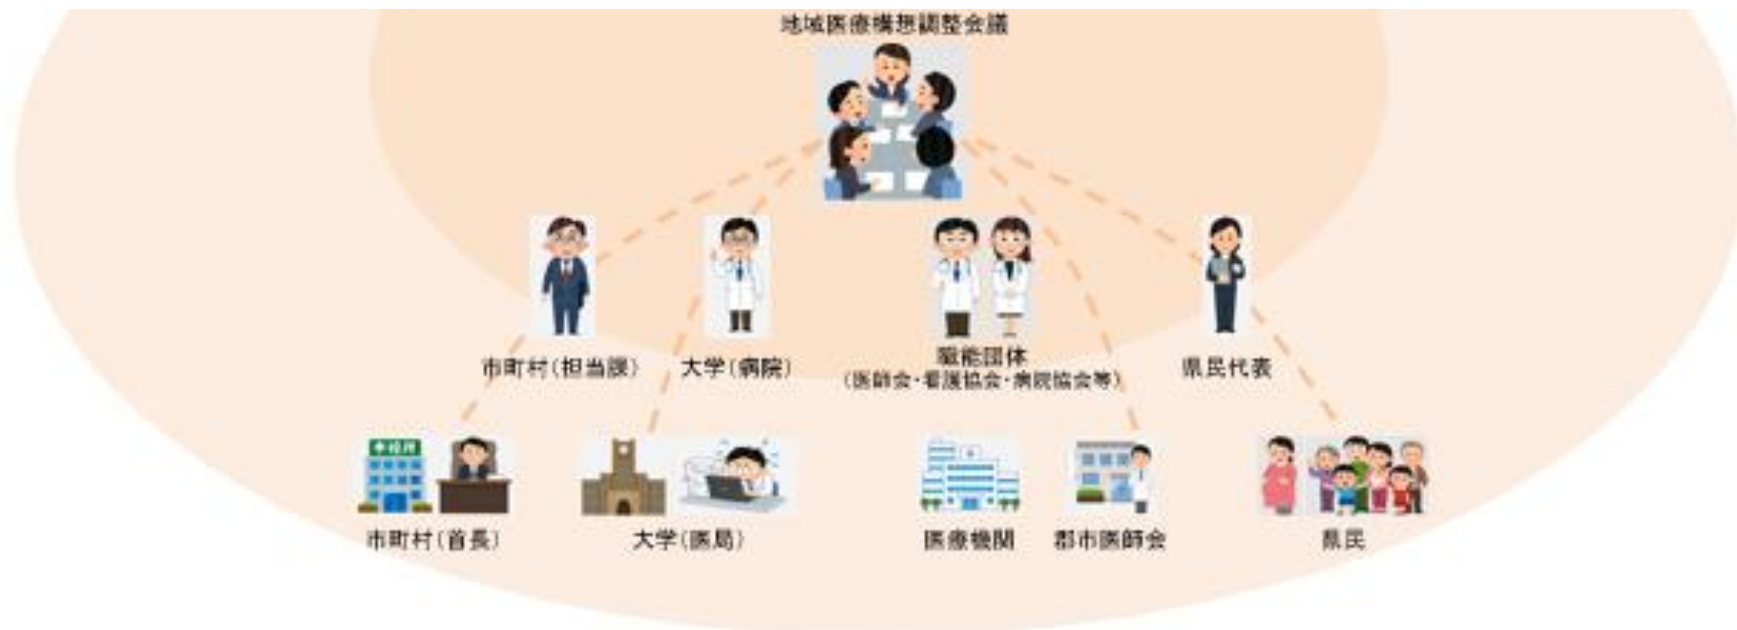 地域医療構想調整会議
市町村(担当課)
大学(病院)
職能団体
(医師会・看護協会・病院協会等)
県民代表
市役所
市町村(首長)
大学(医局)
医療機関
郡市医師会
県民